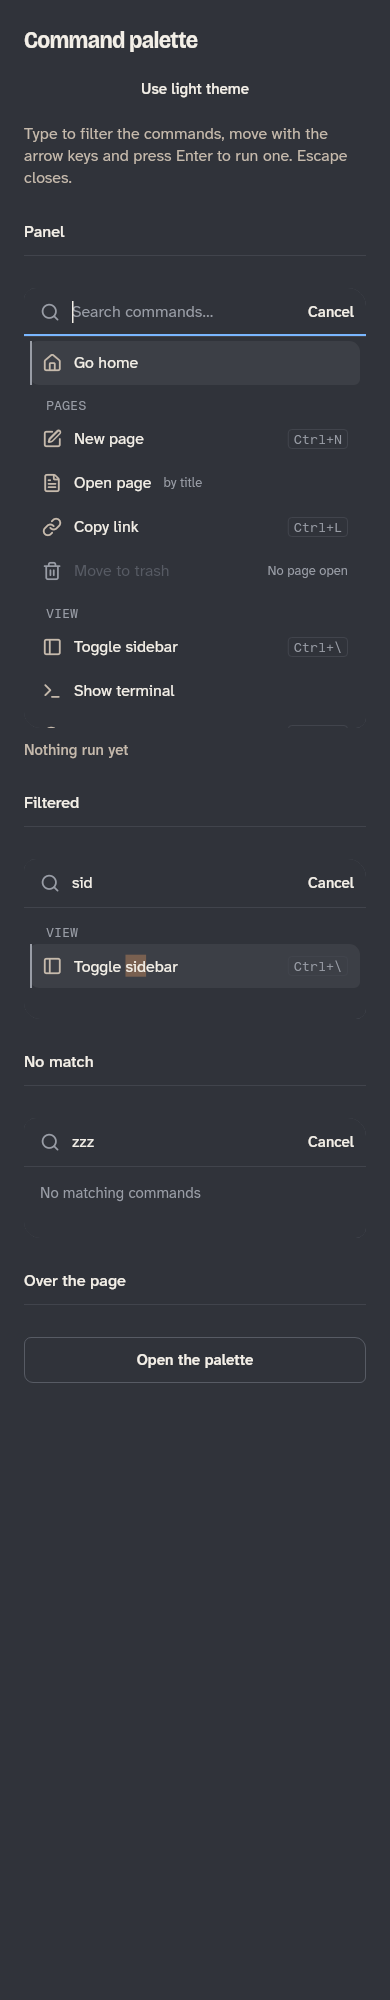 Command palette
Use light theme
Type to filter the commands, move with the
arrow keys and press Enter to run one. Escape
closes.
Panel
Search commands... Cancel
Go home
PAGES
New page Ctrl+N
Open page by title
Copy link Ctrl+L
Move to trash No page open
VIEW
Toggle sidebar Ctrl+\
Show terminal
Nothing run yet
Filtered
sid Cancel
VIEW
Toggle sidebar Ctrl+\
No match
zzz Cancel
No matching commands
Over the page
Open the palette